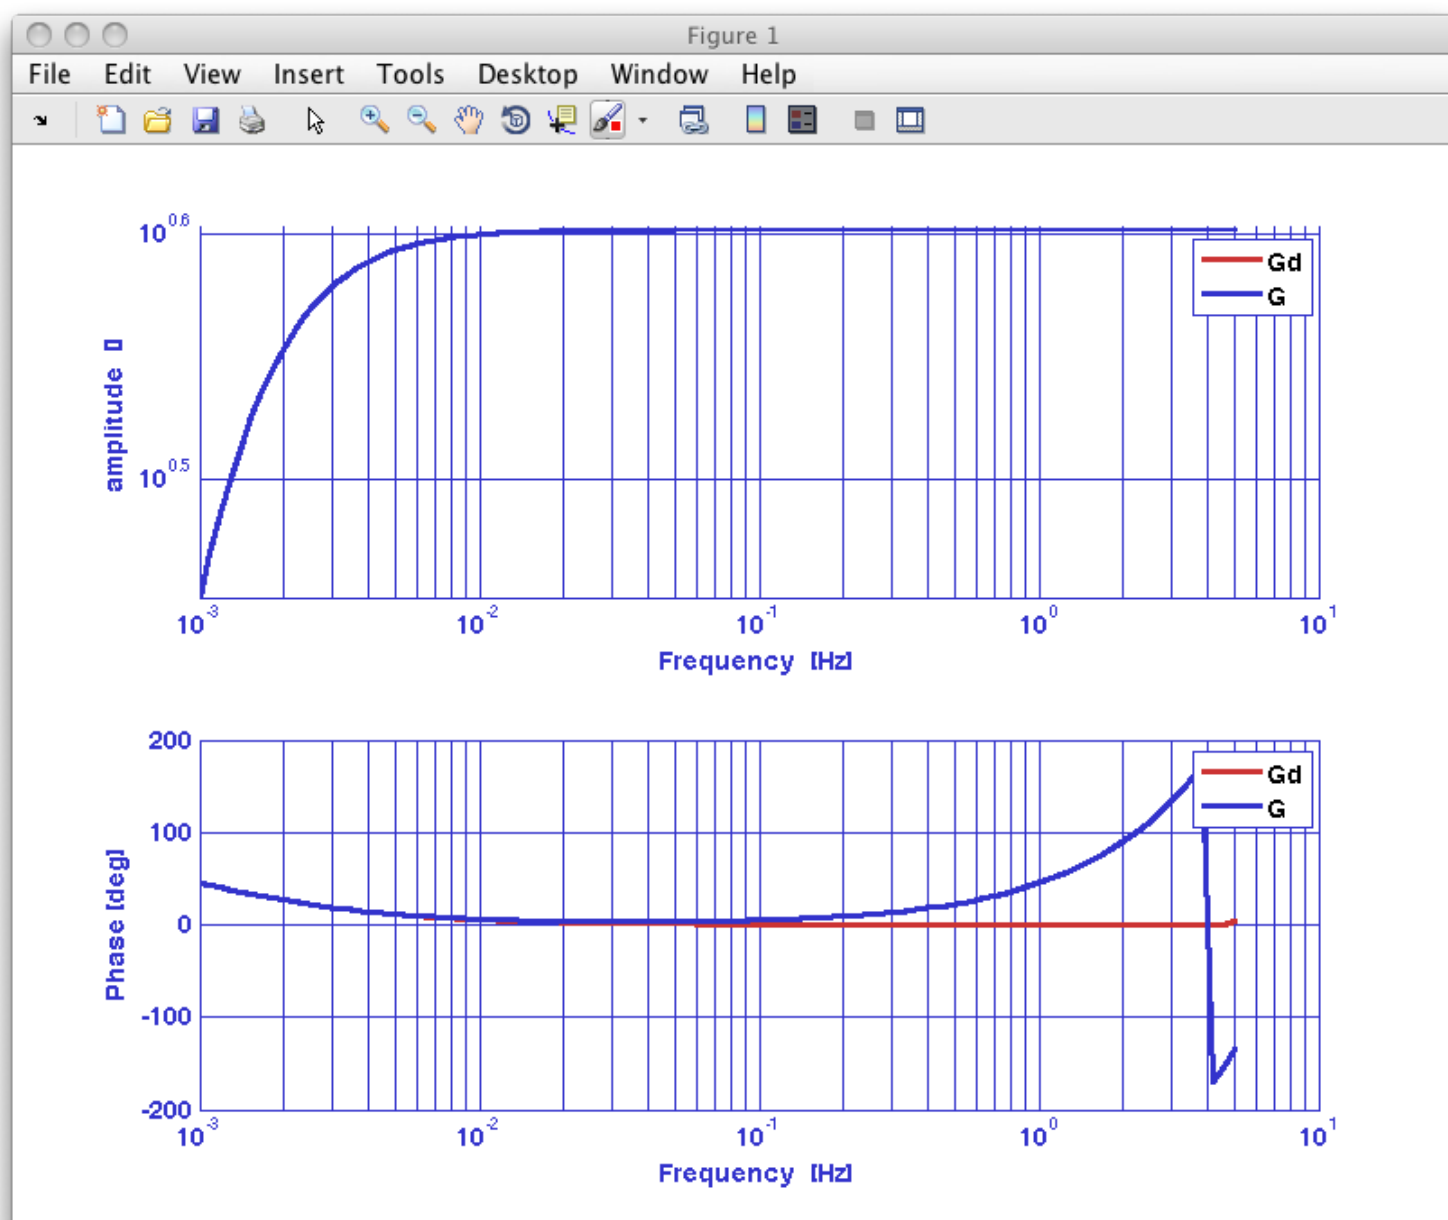 Figure 1
File Edit View Insert Tools Desktop Window Help
10^0.6
Gd
G
amplitude []
10^0.5
10^-3 10^-2 10^-1 10^0 10^1
Frequency [Hz]
200
Gd
G
100
Phase [deg]
0
-100
-200
10^-3 10^-2 10^-1 10^0 10^1
Frequency [Hz]